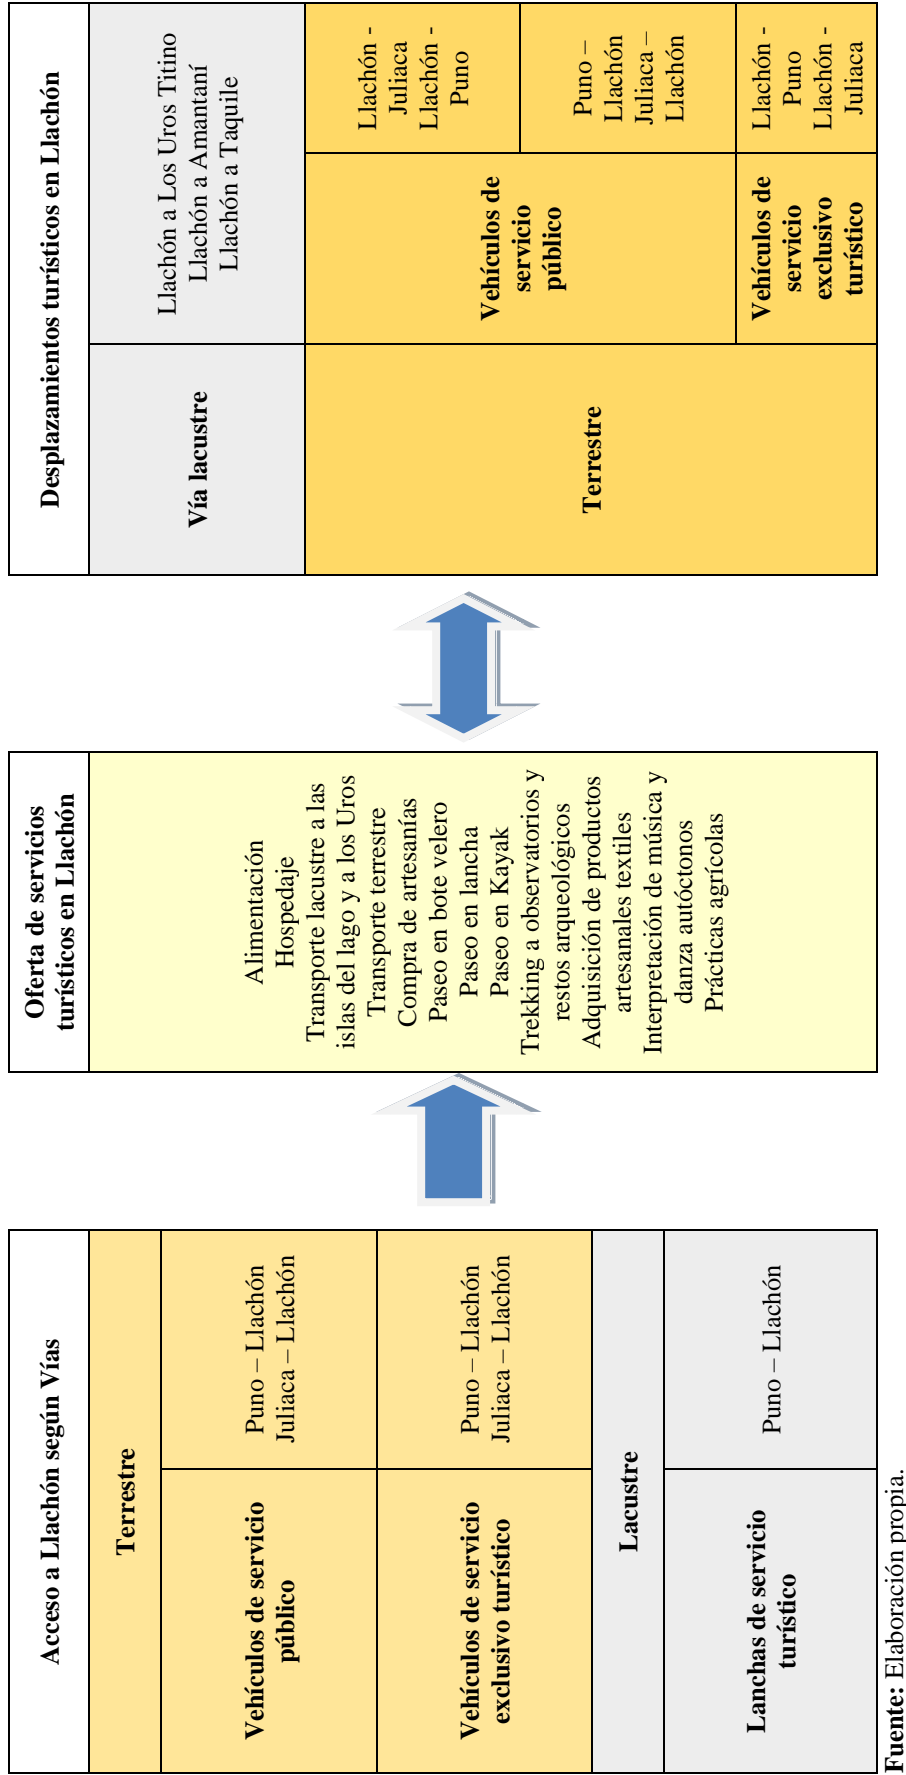 Acceso a Llachón según Vías
Terrestre
Vehículos de servicio
público
Puno – Llachón
Juliaca – Llachón
Vehículos de servicio
exclusivo turístico
Puno – Llachón
Juliaca – Llachón
Lacustre
Lanchas de servicio
turístico
Puno – Llachón
Oferta de servicios
turísticos en Llachón
Alimentación
Hospedaje
Transporte lacustre a las
islas del lago y a los Uros
Transporte terrestre
Compra de artesanías
Paseo en bote velero
Paseo en lancha
Paseo en Kayak
Trekking a observatorios y
restos arqueológicos
Adquisición de productos
artesanales textiles
Interpretación de música y
danza autóctonos
Prácticas agrícolas
Desplazamientos turísticos en Llachón
Vía lacustre
Llachón a Los Uros Titino
Llachón a Amantaní
Llachón a Taquile
Terrestre
Vehículos de
servicio
público
Llachón -
Juliaca
Llachón -
Puno
Puno –
Llachón
Juliaca –
Llachón
Vehículos de
servicio
exclusivo
turístico
Llachón -
Puno
Llachón -
Juliaca
Fuente: Elaboración propia.